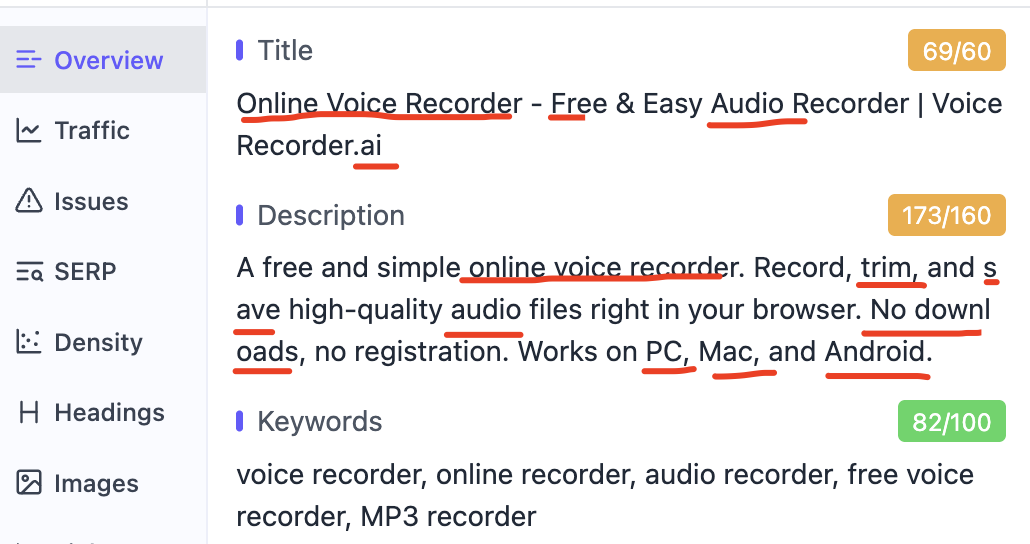 Overview
Traffic
Issues
SERP
Density
Headings
Images
Title
69/60
Online Voice Recorder - Free & Easy Audio Recorder | Voice
Recorder.ai
Description
173/160
A free and simple online voice recorder. Record, trim, and s
ave high-quality audio files right in your browser. No downl
oads, no registration. Works on PC, Mac, and Android.
Keywords
82/100
voice recorder, online recorder, audio recorder, free voice
recorder, MP3 recorder